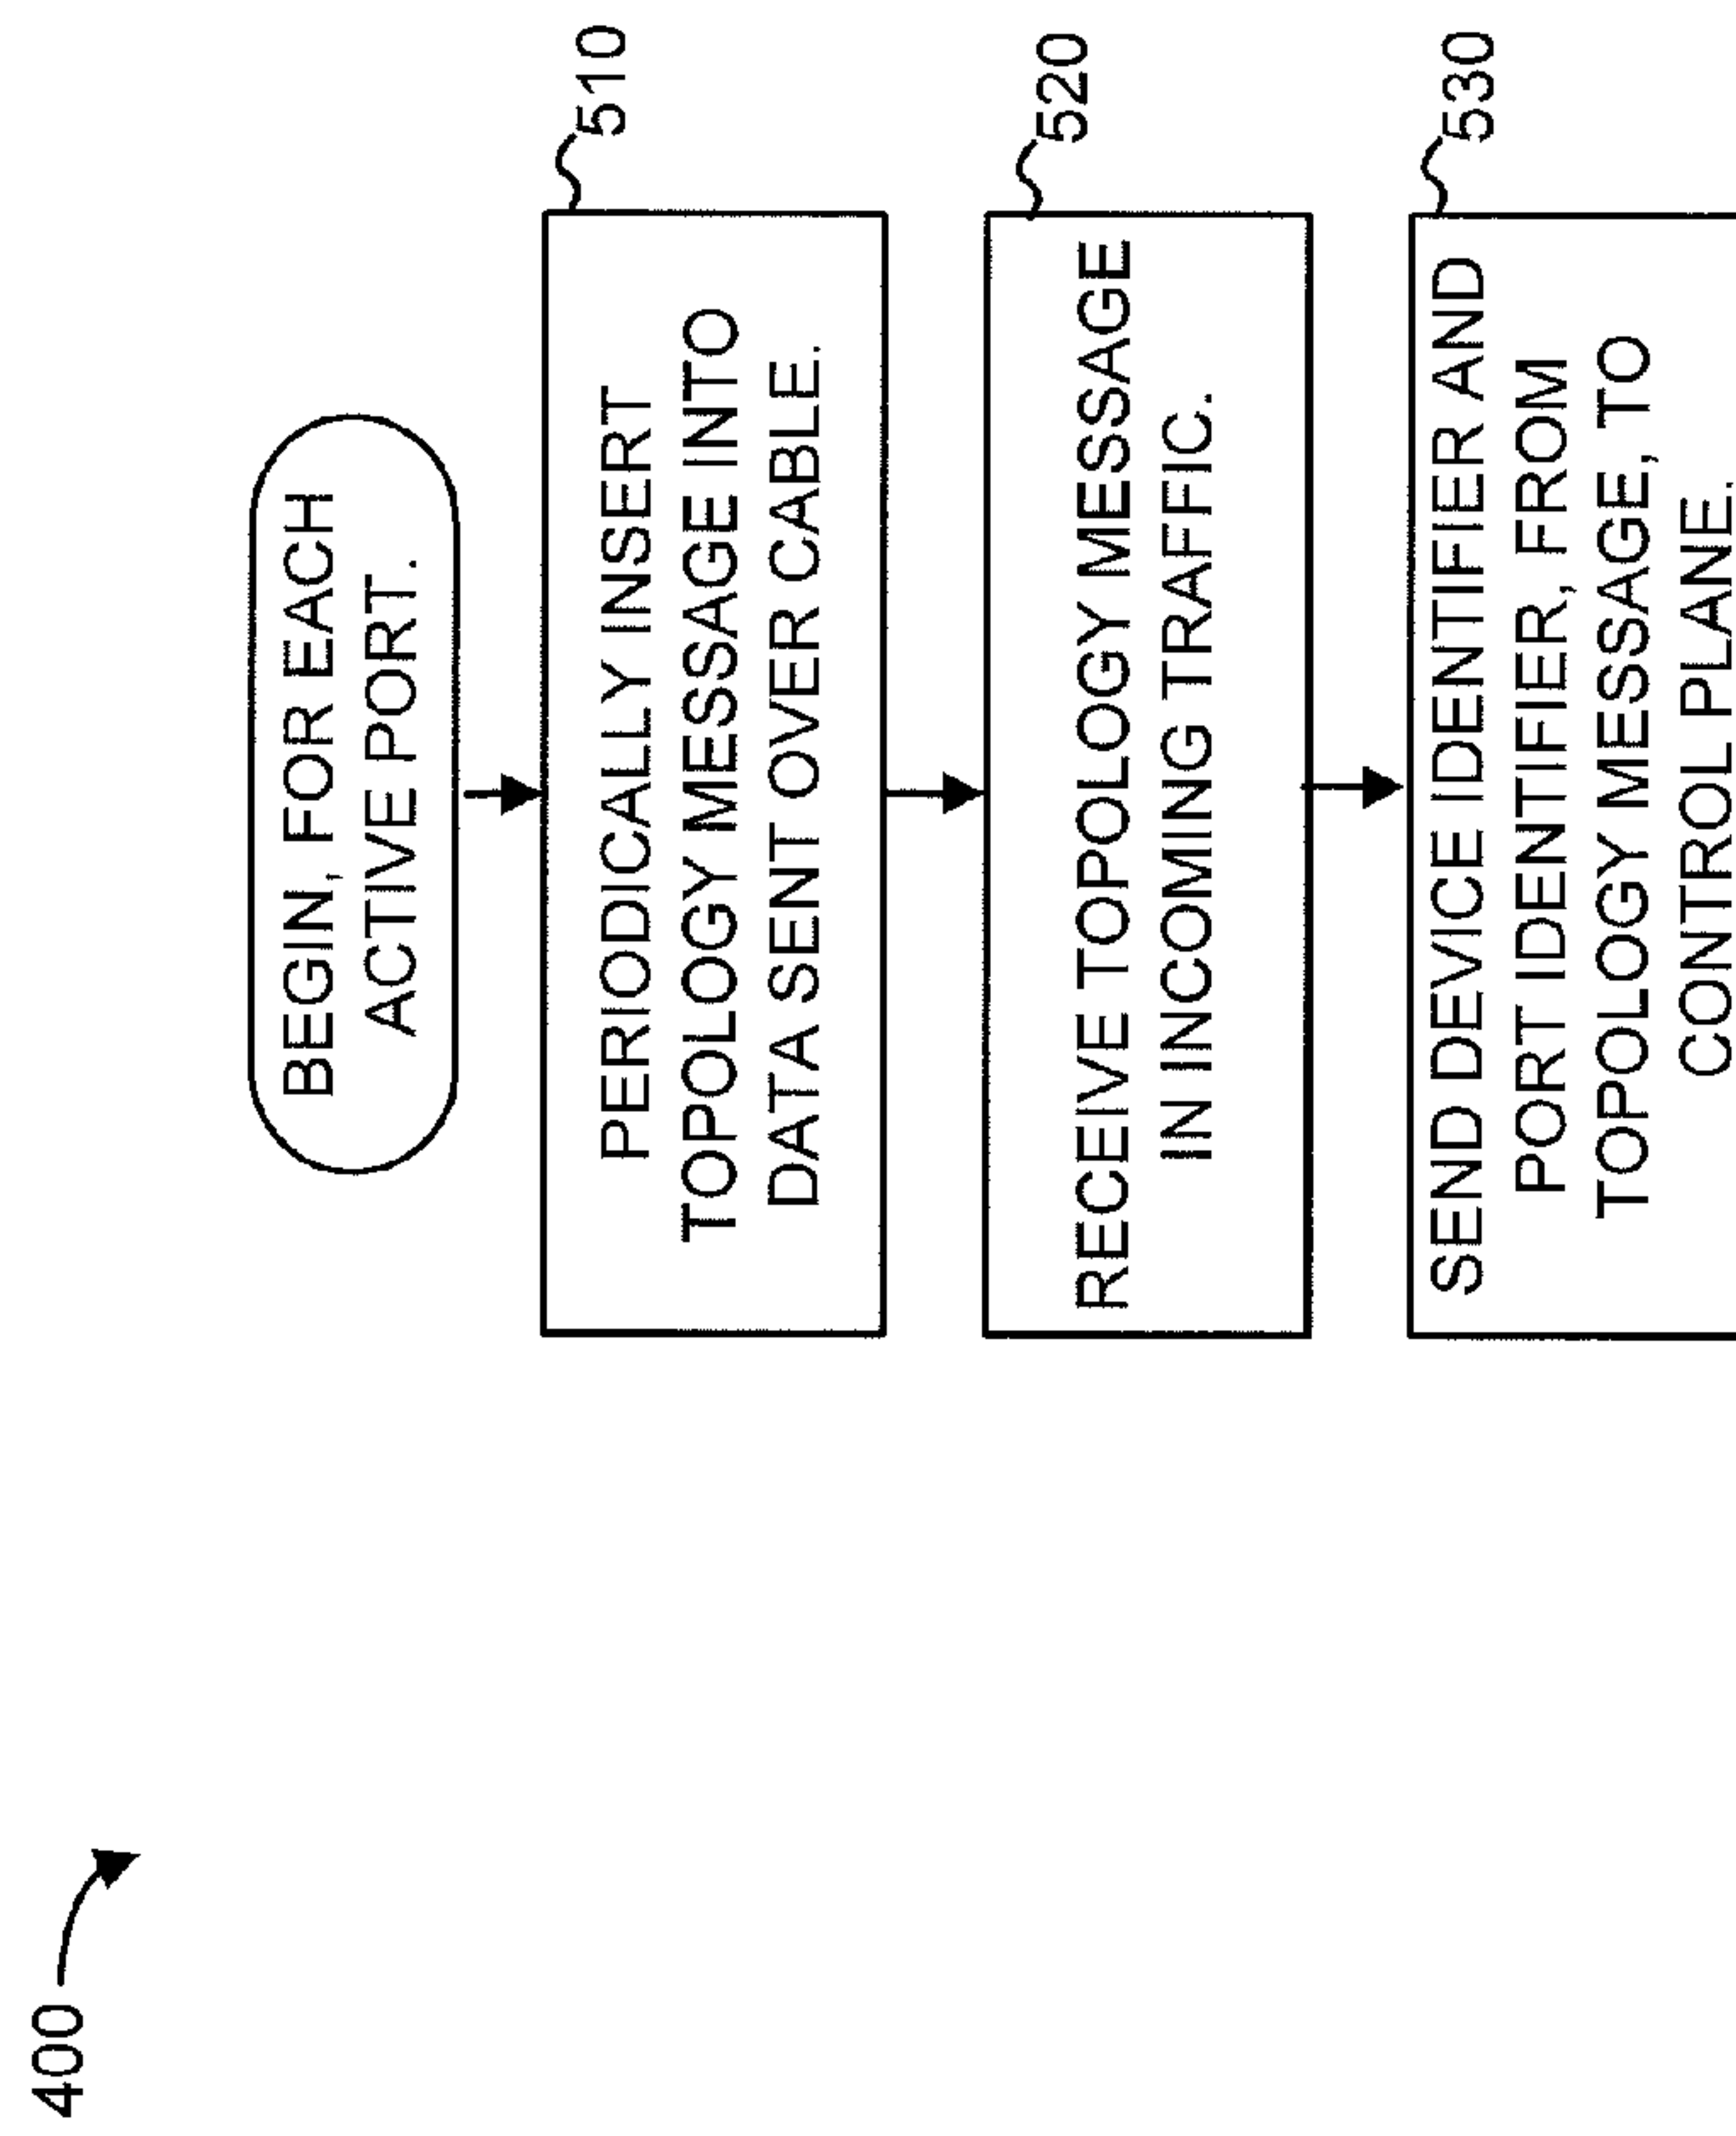 400
BEGIN, FOR EACH
ACTIVE PORT.
510
PERIODICALLY INSERT
TOPOLOGY MESSAGE INTO
DATA SENT OVER CABLE.
520
RECEIVE TOPOLOGY MESSAGE
IN INCOMING TRAFFIC.
530
SEND DEVICE IDENTIFIER AND
PORT IDENTIFIER, FROM
TOPOLOGY MESSAGE, TO
CONTROL PLANE.